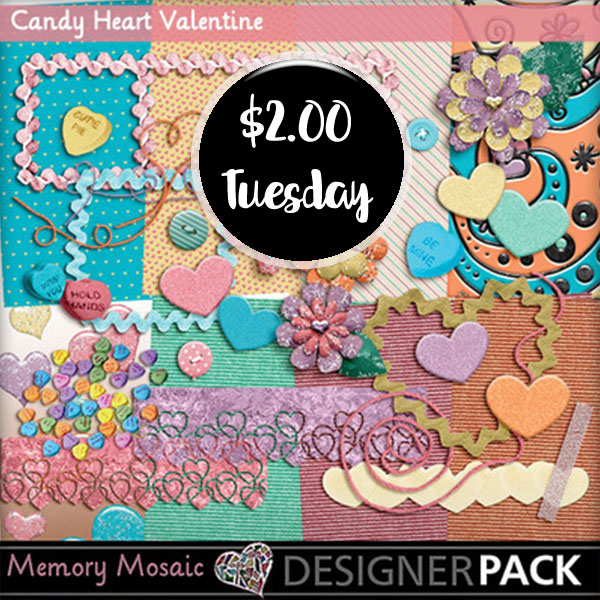 Candy Heart Valentine
$2.00
Tuesday
CUTIE
PIE
BE
MINE
HOLD
HANDS
Memory Mosaic DESIGNER PACK